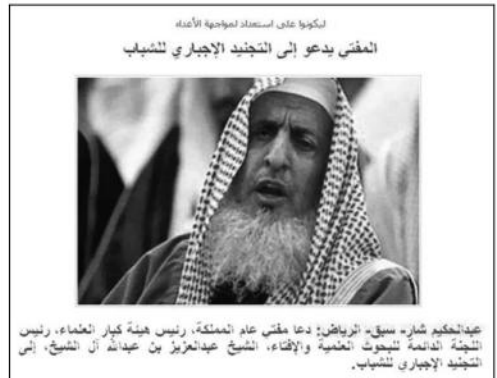 ليكونوا على استعداد لمواجهة الأعداء
المفتي يدعو إلى التجنيد الإجباري للشباب
عبدالحكيم شار- سبق- الرياض: دعا مفتي عام المملكة، رئيس هيئة كبار العلماء، رئيس
اللجنة الدائمة للبحوث العلمية والإفتاء، الشيخ عبدالعزيز بن عبدالله آل الشيخ، إلى
التجنيد الإجباري للشباب.